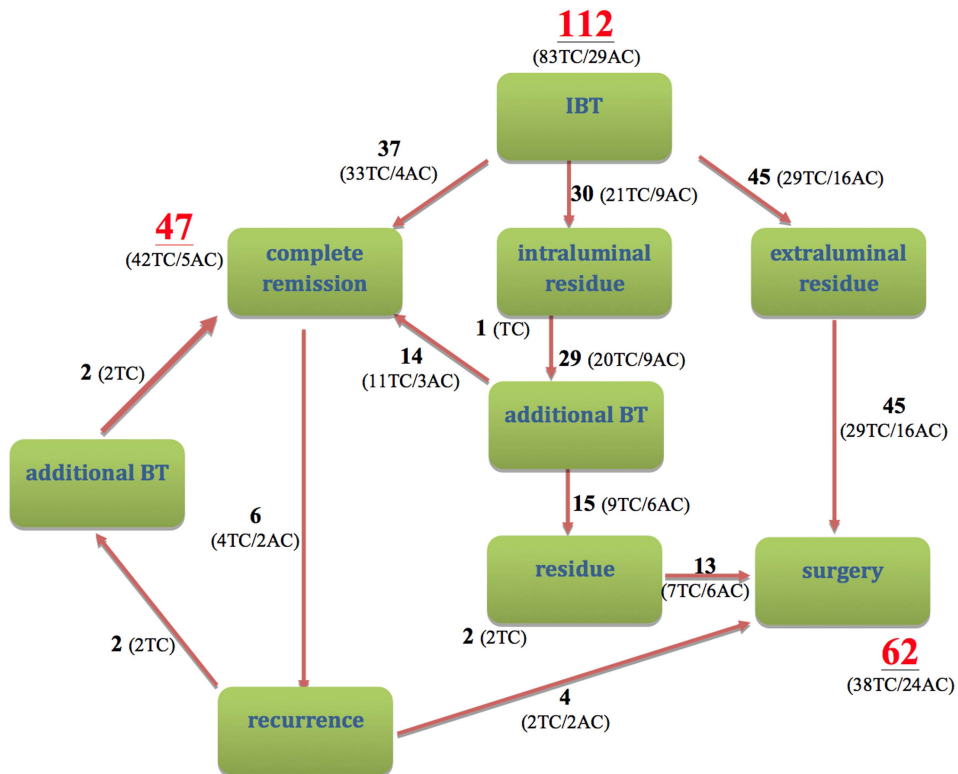 112
(83TC/29AC)
IBT
37
(33TC/4AC)
30 (21TC/9AC)
45 (29TC/16AC)
47
(42TC/5AC)
complete
remission
intraluminal
residue
extraluminal
residue
1 (TC)
29 (20TC/9AC)
14
(11TC/3AC)
2 (2TC)
additional BT
45
(29TC/16AC)
additional BT
15 (9TC/6AC)
6
(4TC/2AC)
residue
13
(7TC/6AC)
surgery
2 (2TC)
2 (2TC)
62
(38TC/24AC)
4
(2TC/2AC)
recurrence